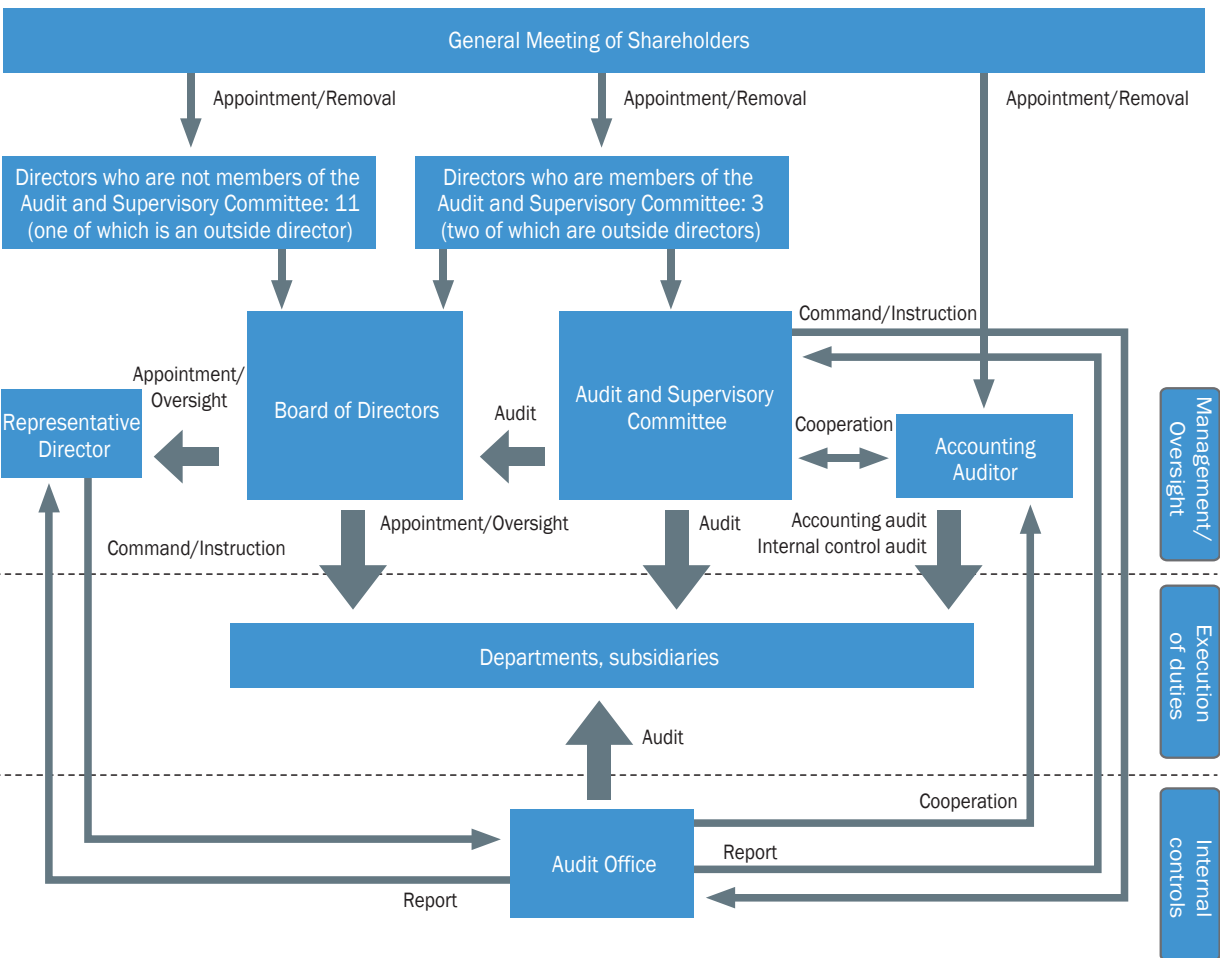 General Meeting of Shareholders
Appointment/Removal
Appointment/Removal
Appointment/Removal
Directors who are not members of the
Audit and Supervisory Committee: 11
(one of which is an outside director)
Directors who are members of the
Audit and Supervisory Committee: 3
(two of which are outside directors)
Command/Instruction
Appointment/
Oversight
Representative
Director
Board of Directors
Audit
Audit and Supervisory
Committee
Cooperation
Accounting
Auditor
Management/
Oversight
Command/Instruction
Appointment/Oversight
Audit
Accounting audit
Internal control audit
Departments, subsidiaries
Execution
of duties
Audit
Cooperation
Audit Office
Report
Report
Internal
controls